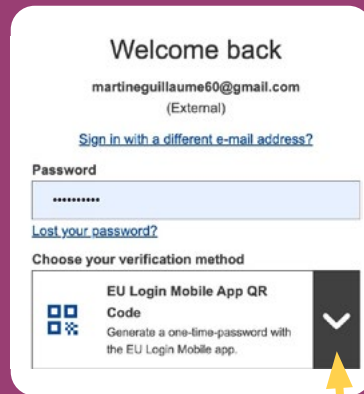 Welcome back
martineguillaume60@gmail.com
(External)
Sign in with a different e-mail address?
Password
••••••••••
Lost your password?
Choose your verification method
EU Login Mobile App QR
Code
Generate a one-time-password with
the EU Login Mobile app.